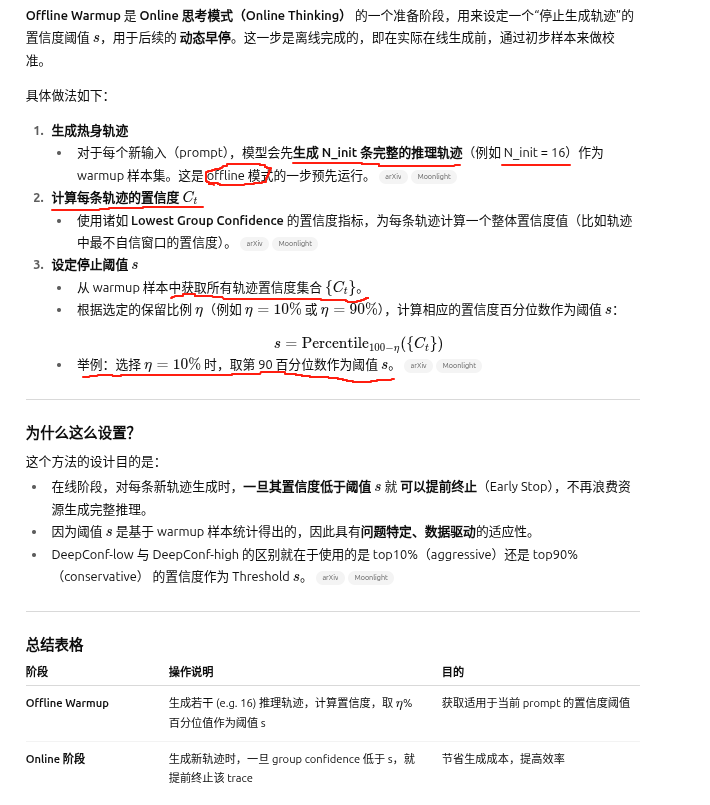 Offline Warmup 是 Online 思考模式（Online Thinking） 的一个准备阶段，用来设定一个“停止生成轨迹”的
置信度阈值 s，用于后续的 动态早停。这一步是离线完成的，即在实际在线生成前，通过初步样本来做校
准。
具体做法如下：
1. 生成热身轨迹
• 对于每个新输入（prompt），模型会先生成 N_init 条完整的推理轨迹（例如 N_init = 16）作为
warmup 样本集。这是 offline 模式的一步预先运行。 arXiv Moonlight
2. 计算每条轨迹的置信度 Cₜ
• 使用诸如 Lowest Group Confidence 的置信度指标，为每条轨迹计算一个整体置信度值（比如轨迹
中最不自信窗口的置信度）。 arXiv Moonlight
3. 设定停止阈值 s
• 从 warmup 样本中获取所有轨迹置信度集合 {Cₜ}。
• 根据选定的保留比例 η（例如 η = 10% 或 η = 90%），计算相应的置信度百分位数作为阈值 s：
s = Percentile₁₀₀₋η({Cₜ})
• 举例：选择 η = 10% 时，取第 90 百分位数作为阈值 s。 arXiv Moonlight
为什么这么设置？
这个方法的设计目的是：
• 在线阶段，对每条新轨迹生成时，一旦其置信度低于阈值 s 就 可以提前终止（Early Stop），不再浪费资
源生成完整推理。
• 因为阈值 s 是基于 warmup 样本统计得出的，因此具有问题特定、数据驱动的适应性。
• DeepConf-low 与 DeepConf-high 的区别就在于使用的是 top10%（aggressive）还是 top90%
（conservative） 的置信度作为 Threshold s。 arXiv Moonlight
总结表格
阶段 操作说明 目的
Offline Warmup 生成若干 (e.g. 16) 推理轨迹，计算置信度，取 η% 获取适用于当前 prompt 的置信度阈值
百分位值作为阈值 s
Online 阶段 生成新轨迹时，一旦 group confidence 低于 s，就 节省生成成本，提高效率
提前终止该 trace